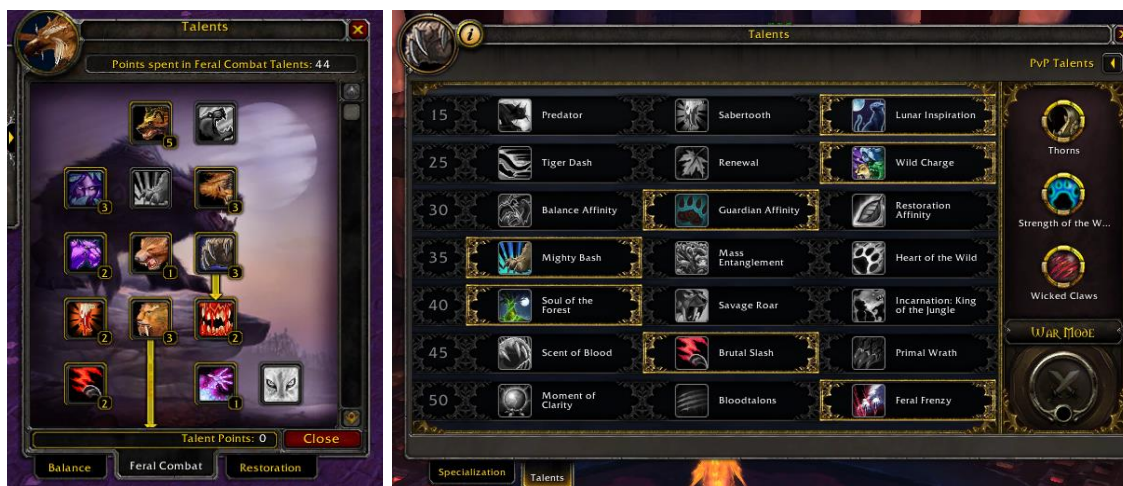 Talents
Points spent in Feral Combat Talents: 44
5
3
3
2
1
3
2
3
2
2
1
Talent Points: 0
Close
Balance
Feral Combat
Restoration
i
Talents
PvP Talents
15
Predator
Sabertooth
Lunar Inspiration
25
Tiger Dash
Renewal
Wild Charge
30
Balance Affinity
Guardian Affinity
Restoration
Affinity
35
Mighty Bash
Mass
Entanglement
Heart of the Wild
40
Soul of the
Forest
Savage Roar
Incarnation: King
of the Jungle
45
Scent of Blood
Brutal Slash
Primal Wrath
50
Moment of
Clarity
Bloodtalons
Feral Frenzy
Thorns
Strength of the W...
Wicked Claws
War Mode
Specialization
Talents